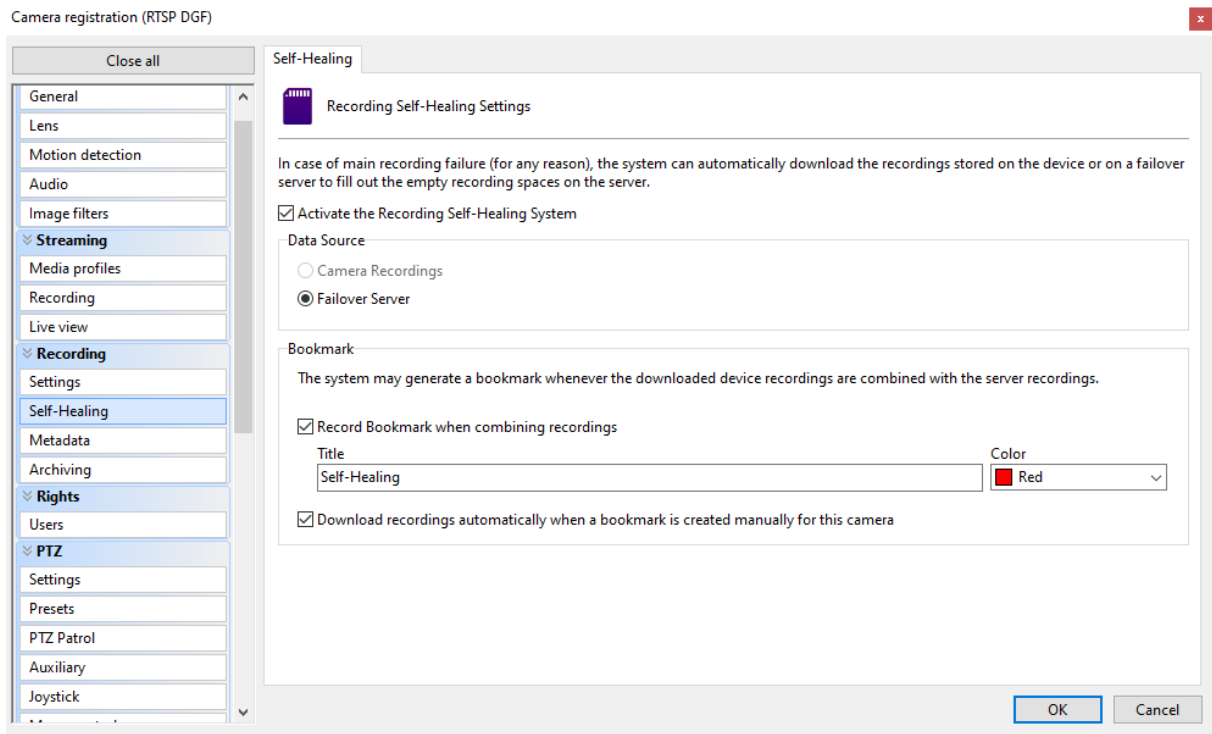 Camera registration (RTSP DGF)
x
Close all
General
Lens
Motion detection
Audio
Image filters
Streaming
Media profiles
Recording
Live view
Recording
Settings
Self-Healing
Metadata
Archiving
Rights
Users
PTZ
Settings
Presets
PTZ Patrol
Auxiliary
Joystick
Self-Healing
Recording Self-Healing Settings
In case of main recording failure (for any reason), the system can automatically download the recordings stored on the device or on a failover
server to fill out the empty recording spaces on the server.
Activate the Recording Self-Healing System
Data Source
Camera Recordings
Failover Server
Bookmark
The system may generate a bookmark whenever the downloaded device recordings are combined with the server recordings.
Record Bookmark when combining recordings
Title
Color
Self-Healing
Red
Download recordings automatically when a bookmark is created manually for this camera
OK
Cancel